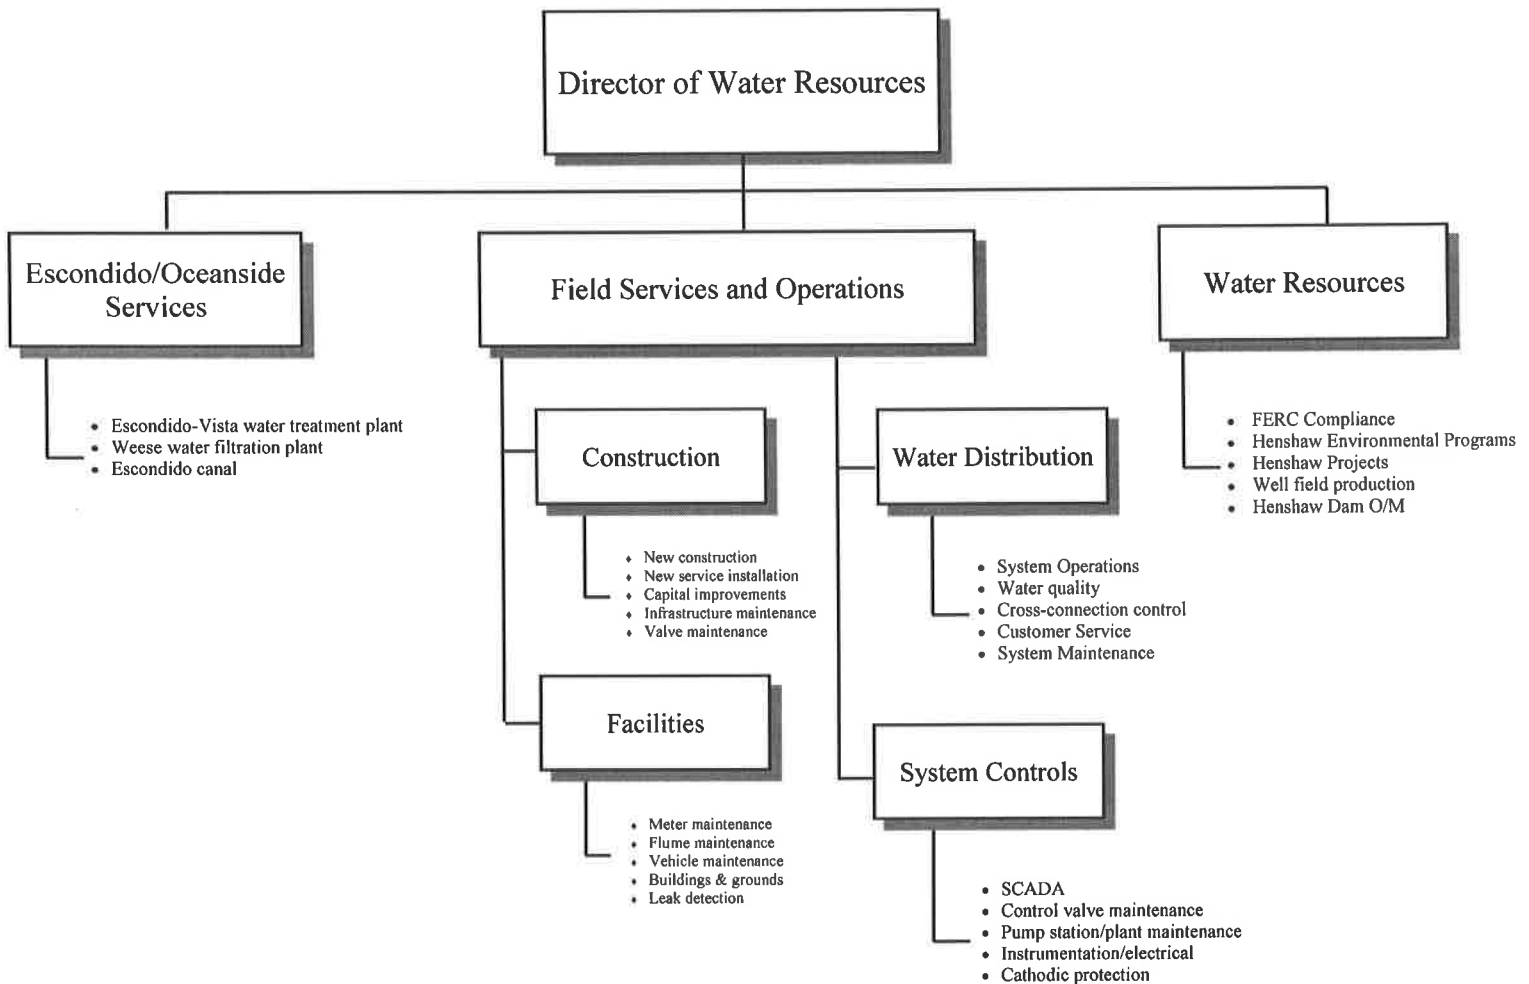 Director of Water Resources
Escondido/Oceanside
Services
• Escondido-Vista water treatment plant
• Weese water filtration plant
• Escondido canal
Field Services and Operations
Construction
♦ New construction
♦ New service installation
♦ Capital improvements
♦ Infrastructure maintenance
♦ Valve maintenance
Facilities
♦ Meter maintenance
♦ Flume maintenance
♦ Vehicle maintenance
♦ Buildings & grounds
♦ Leak detection
Water Distribution
• System Operations
• Water quality
• Cross-connection control
• Customer Service
• System Maintenance
System Controls
• SCADA
• Control valve maintenance
• Pump station/plant maintenance
• Instrumentation/electrical
• Cathodic protection
Water Resources
• FERC Compliance
• Henshaw Environmental Programs
• Henshaw Projects
• Well field production
• Henshaw Dam O/M